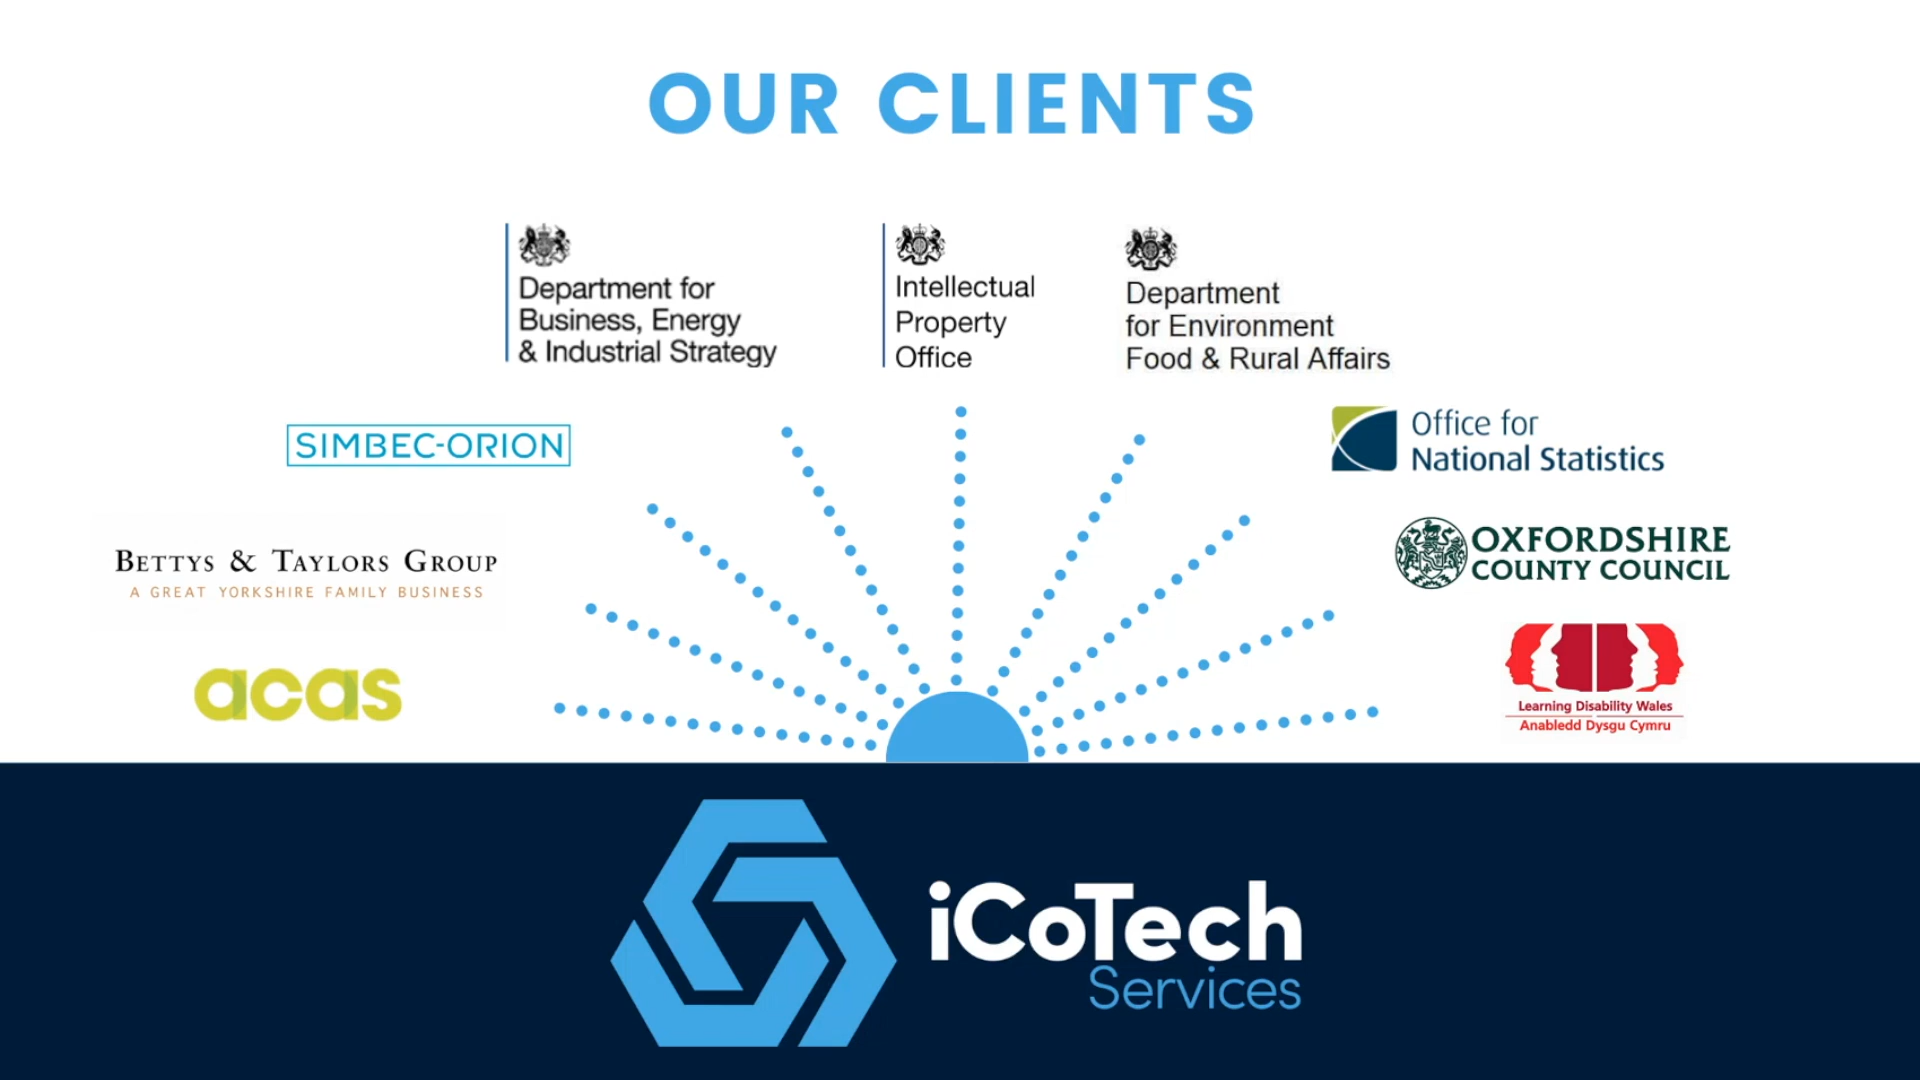 OUR CLIENTS
Department for
Business, Energy
& Industrial Strategy
Intellectual
Property
Office
Department
for Environment
Food & Rural Affairs
SIMBEC-ORION
Office for
National Statistics
BETTYS & TAYLORS GROUP
A GREAT YORKSHIRE FAMILY BUSINESS
OXFORDSHIRE
COUNTY COUNCIL
acas
Learning Disability Wales
Anabledd Dysgu Cymru
iCoTech
Services